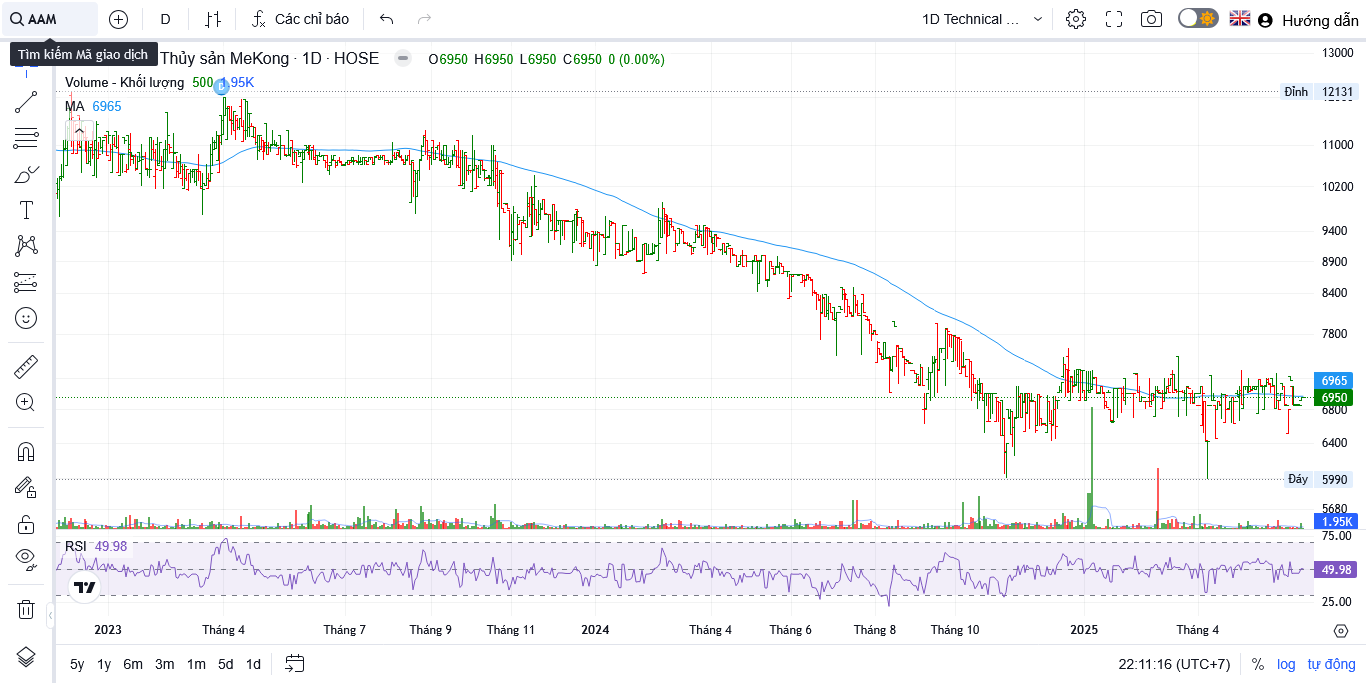 AAM D Các chỉ báo 1D Technical ... Hướng dẫn
Tìm kiếm Mã giao dịch
Thủy sản MeKong · 1D · HOSE O6950 H6950 L6950 C6950 0 (0.00%)
Volume - Khối lượng 500 1.95K
MA 6965
13000
Đỉnh 12131
11000
10200
9400
8900
8400
7800
6965
6950
6800
6400
Đáy 5990
5680
1.95K
75.00
RSI 49.98
49.98
25.00
2023 Tháng 4 Tháng 7 Tháng 9 Tháng 11 2024 Tháng 4 Tháng 6 Tháng 8 Tháng 10 2025 Tháng 4
5y 1y 6m 3m 1m 5d 1d 22:11:16 (UTC+7) % log tự động